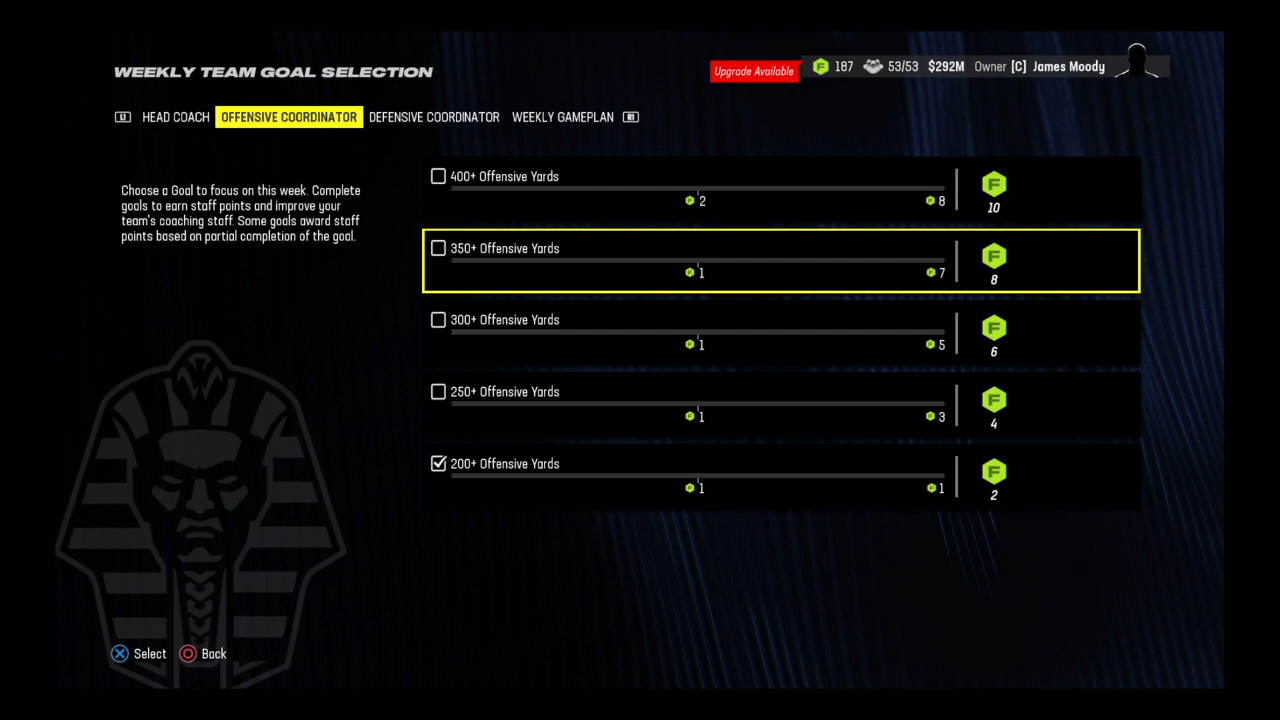 WEEKLY TEAM GOAL SELECTION
Upgrade Available
F 187 53/53 $292M Owner [C] James Moody
L1 HEAD COACH OFFENSIVE COORDINATOR DEFENSIVE COORDINATOR WEEKLY GAMEPLAN R1
Choose a Goal to focus on this week. Complete
goals to earn staff points and improve your
team's coaching staff. Some goals award staff
points based on partial completion of the goal.
400+ Offensive Yards
F 2 F 8
F
10
350+ Offensive Yards
F 1 F 7
F
8
300+ Offensive Yards
F 1 F 5
F
6
250+ Offensive Yards
F 1 F 3
F
4
200+ Offensive Yards
F 1 F 1
F
2
Select Back